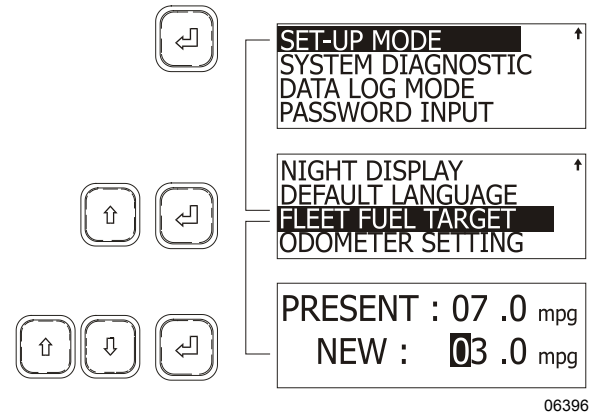 SET-UP MODE
SYSTEM DIAGNOSTIC
DATA LOG MODE
PASSWORD INPUT
NIGHT DISPLAY
DEFAULT LANGUAGE
FLEET FUEL TARGET
ODOMETER SETTING
PRESENT : 07 .0 mpg
NEW : 03 .0 mpg
06396